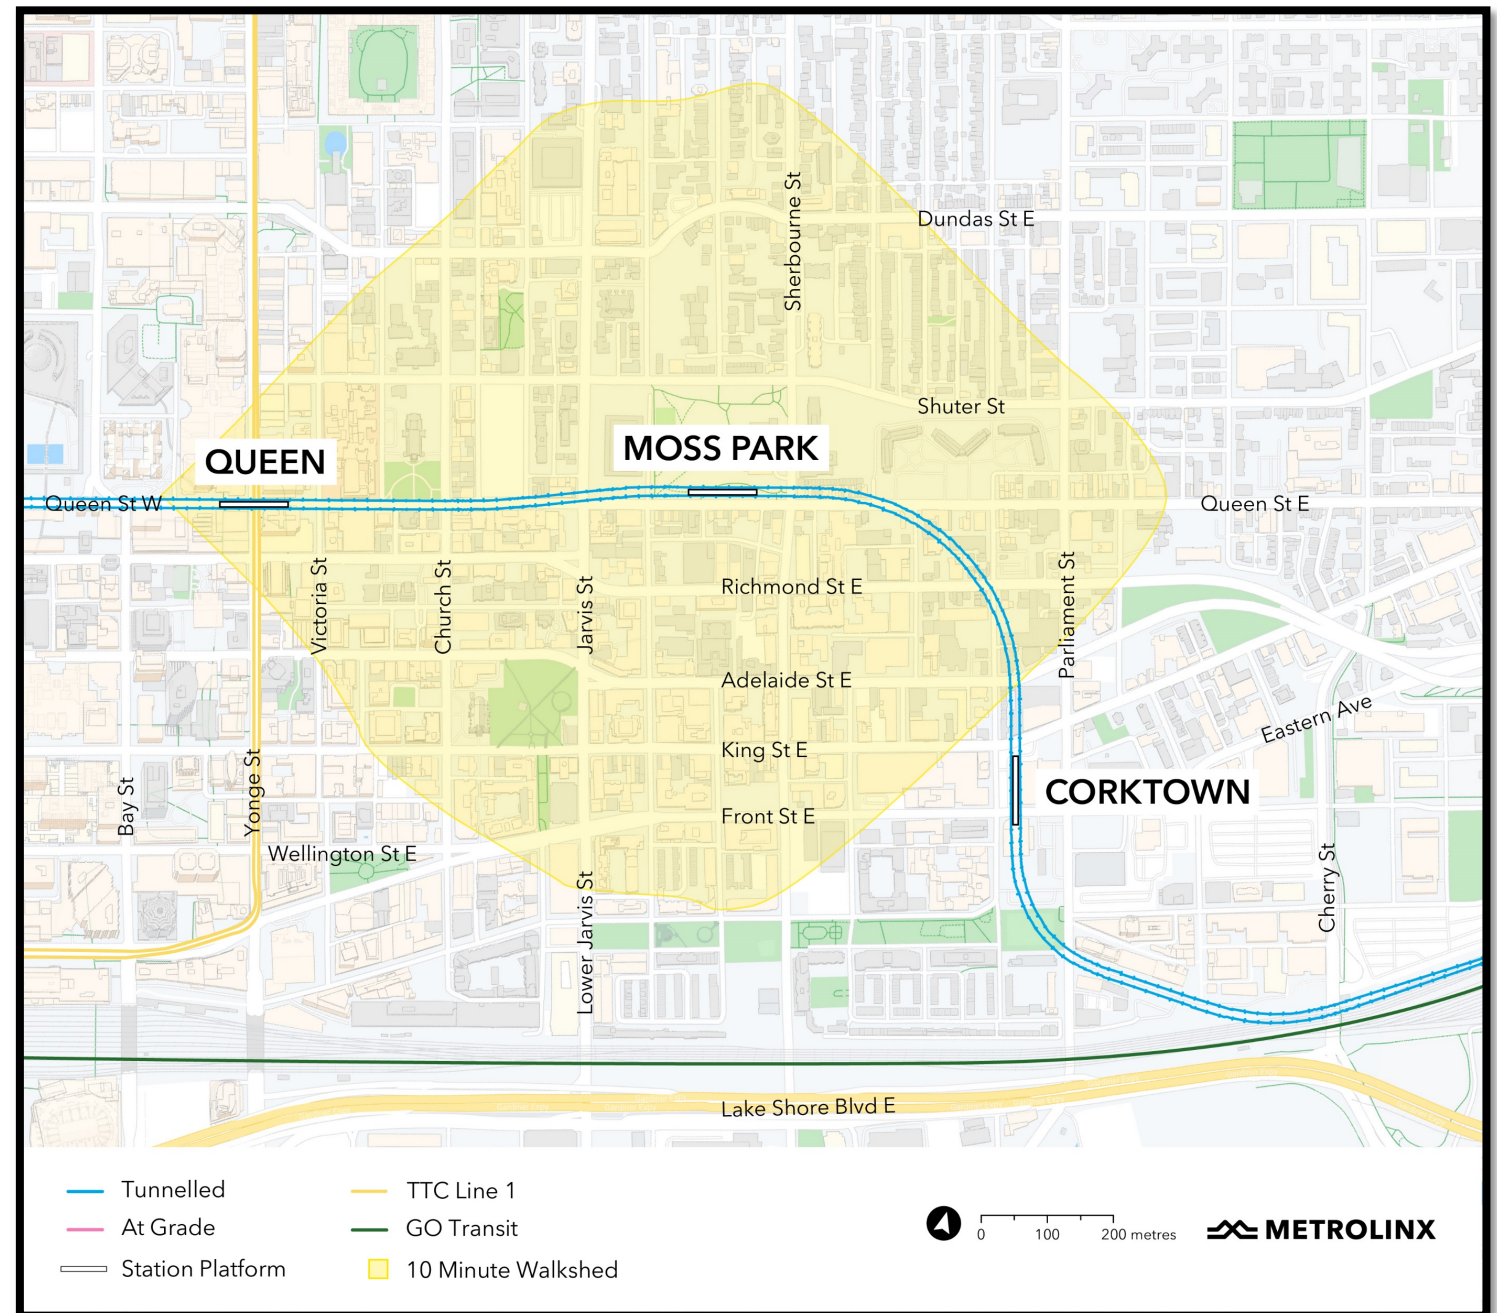 Sherbourne St
Dundas St E
Shuter St
QUEEN
MOSS PARK
Queen St W
Queen St E
Victoria St
Church St
Jarvis St
Richmond St E
Parliament St
Adelaide St E
Eastern Ave
King St E
Bay St
Yonge St
CORKTOWN
Front St E
Wellington St E
Cherry St
Lower Jarvis St
Lake Shore Blvd E
Tunnelled
TTC Line 1
At Grade
GO Transit
Station Platform
10 Minute Walkshed
0 100 200 metres
METROLINX